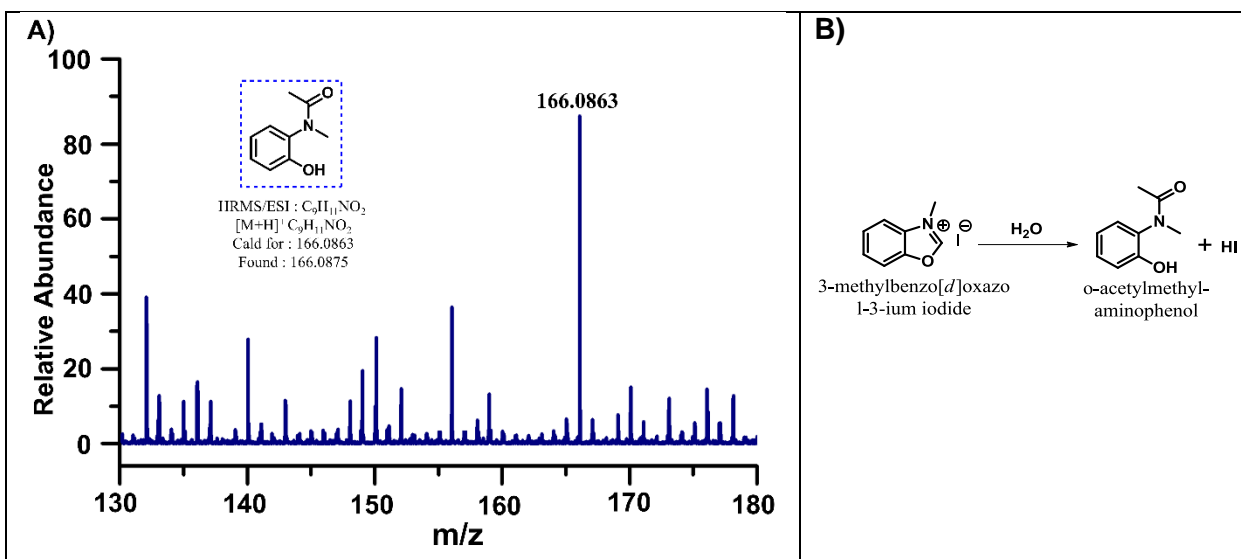 A)
100
80
60
40
20
0
Relative Abundance
130
140
150
160
170
180
m/z
166.0863
O
N
OH
HRMS/ESI : C₉H₁₁NO₂
[M+H]⁺ C₉H₁₁NO₂
Cald for : 166.0863
Found : 166.0875
B)
N
⊕
I
⊖
O
H₂O
O
N
OH
+ HI
3-methylbenzo[d]oxazo
l-3-ium iodide
o-acetylmethyl-
aminophenol